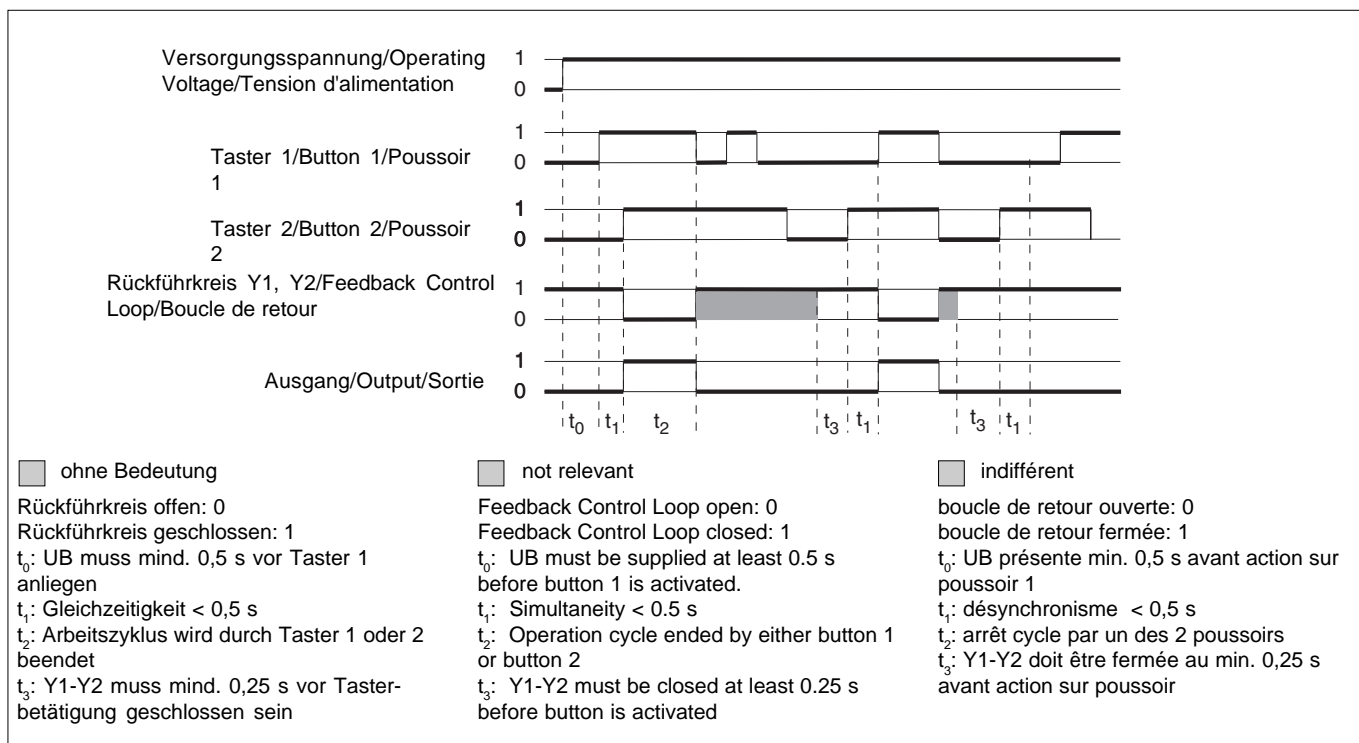 Versorgungsspannung/Operating
Voltage/Tension d'alimentation
1
0
Taster 1/Button 1/Poussoir
1
1
0
Taster 2/Button 2/Poussoir
2
1
0
Rückführkreis Y1, Y2/Feedback Control
Loop/Boucle de retour
1
0
Ausgang/Output/Sortie
1
0
t0 t1 t2 t3 t1 t3 t1
ohne Bedeutung
Rückführkreis offen: 0
Rückführkreis geschlossen: 1
t0: UB muss mind. 0,5 s vor Taster 1
anliegen
t1: Gleichzeitigkeit < 0,5 s
t2: Arbeitszyklus wird durch Taster 1 oder 2
beendet
t3: Y1-Y2 muss mind. 0,25 s vor Taster-
betätigung geschlossen sein
not relevant
Feedback Control Loop open: 0
Feedback Control Loop closed: 1
t0: UB must be supplied at least 0.5 s
before button 1 is activated.
t1: Simultaneity < 0.5 s
t2: Operation cycle ended by either button 1
or button 2
t3: Y1-Y2 must be closed at least 0.25 s
before button is activated
indifférent
boucle de retour ouverte: 0
boucle de retour fermée: 1
t0: UB présente min. 0,5 s avant action sur
poussoir 1
t1: désynchronisme < 0,5 s
t2: arrêt cycle par un des 2 poussoirs
t3: Y1-Y2 doit être fermée au min. 0,25 s
avant action sur poussoir